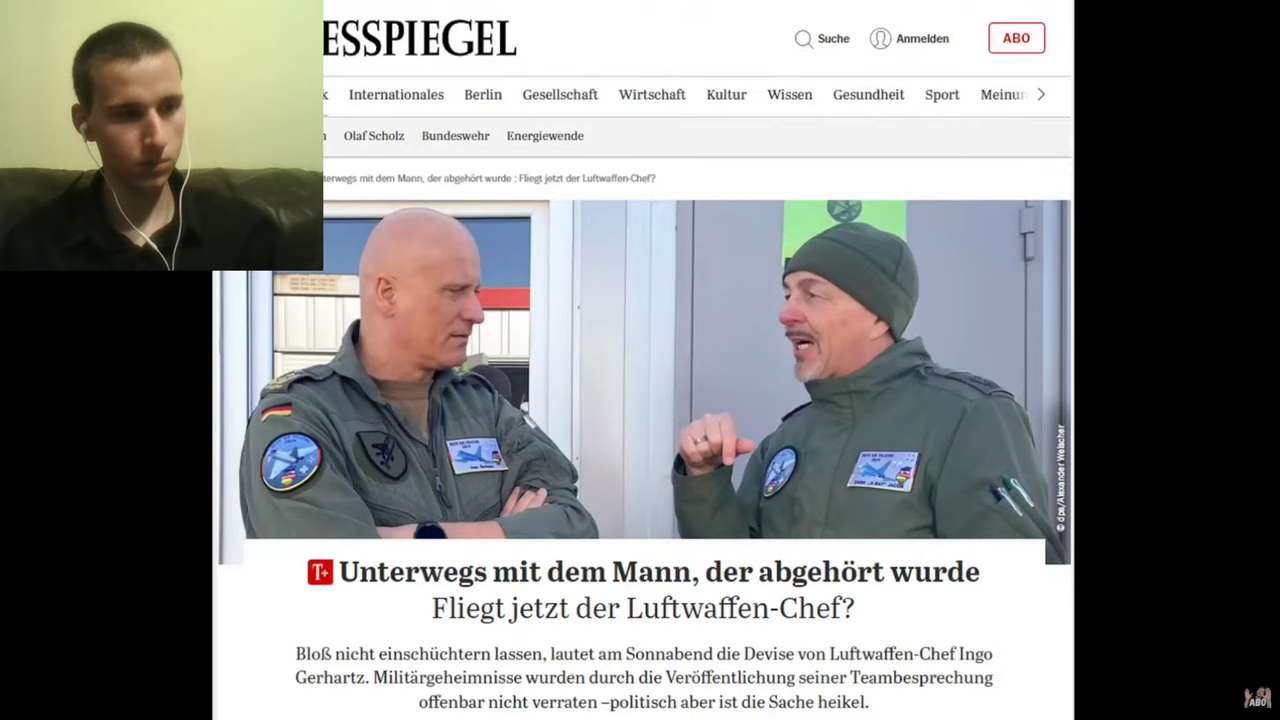 ESSPIEGEL
Suche
Anmelden
ABO
k Internationales Berlin Gesellschaft Wirtschaft Kultur Wissen Gesundheit Sport Meinun
n Olaf Scholz Bundeswehr Energiewende
terwegs mit dem Mann, der abgehört wurde : Fliegt jetzt der Luftwaffen-Chef?
© dpa/Alexander Welscher
T+ Unterwegs mit dem Mann, der abgehört wurde
Fliegt jetzt der Luftwaffen-Chef?
Bloß nicht einschüchtern lassen, lautet am Sonnabend die Devise von Luftwaffen-Chef Ingo
Gerhartz. Militärgeheimnisse wurden durch die Veröffentlichung seiner Teambesprechung
offenbar nicht verraten –politisch aber ist die Sache heikel.
ABO